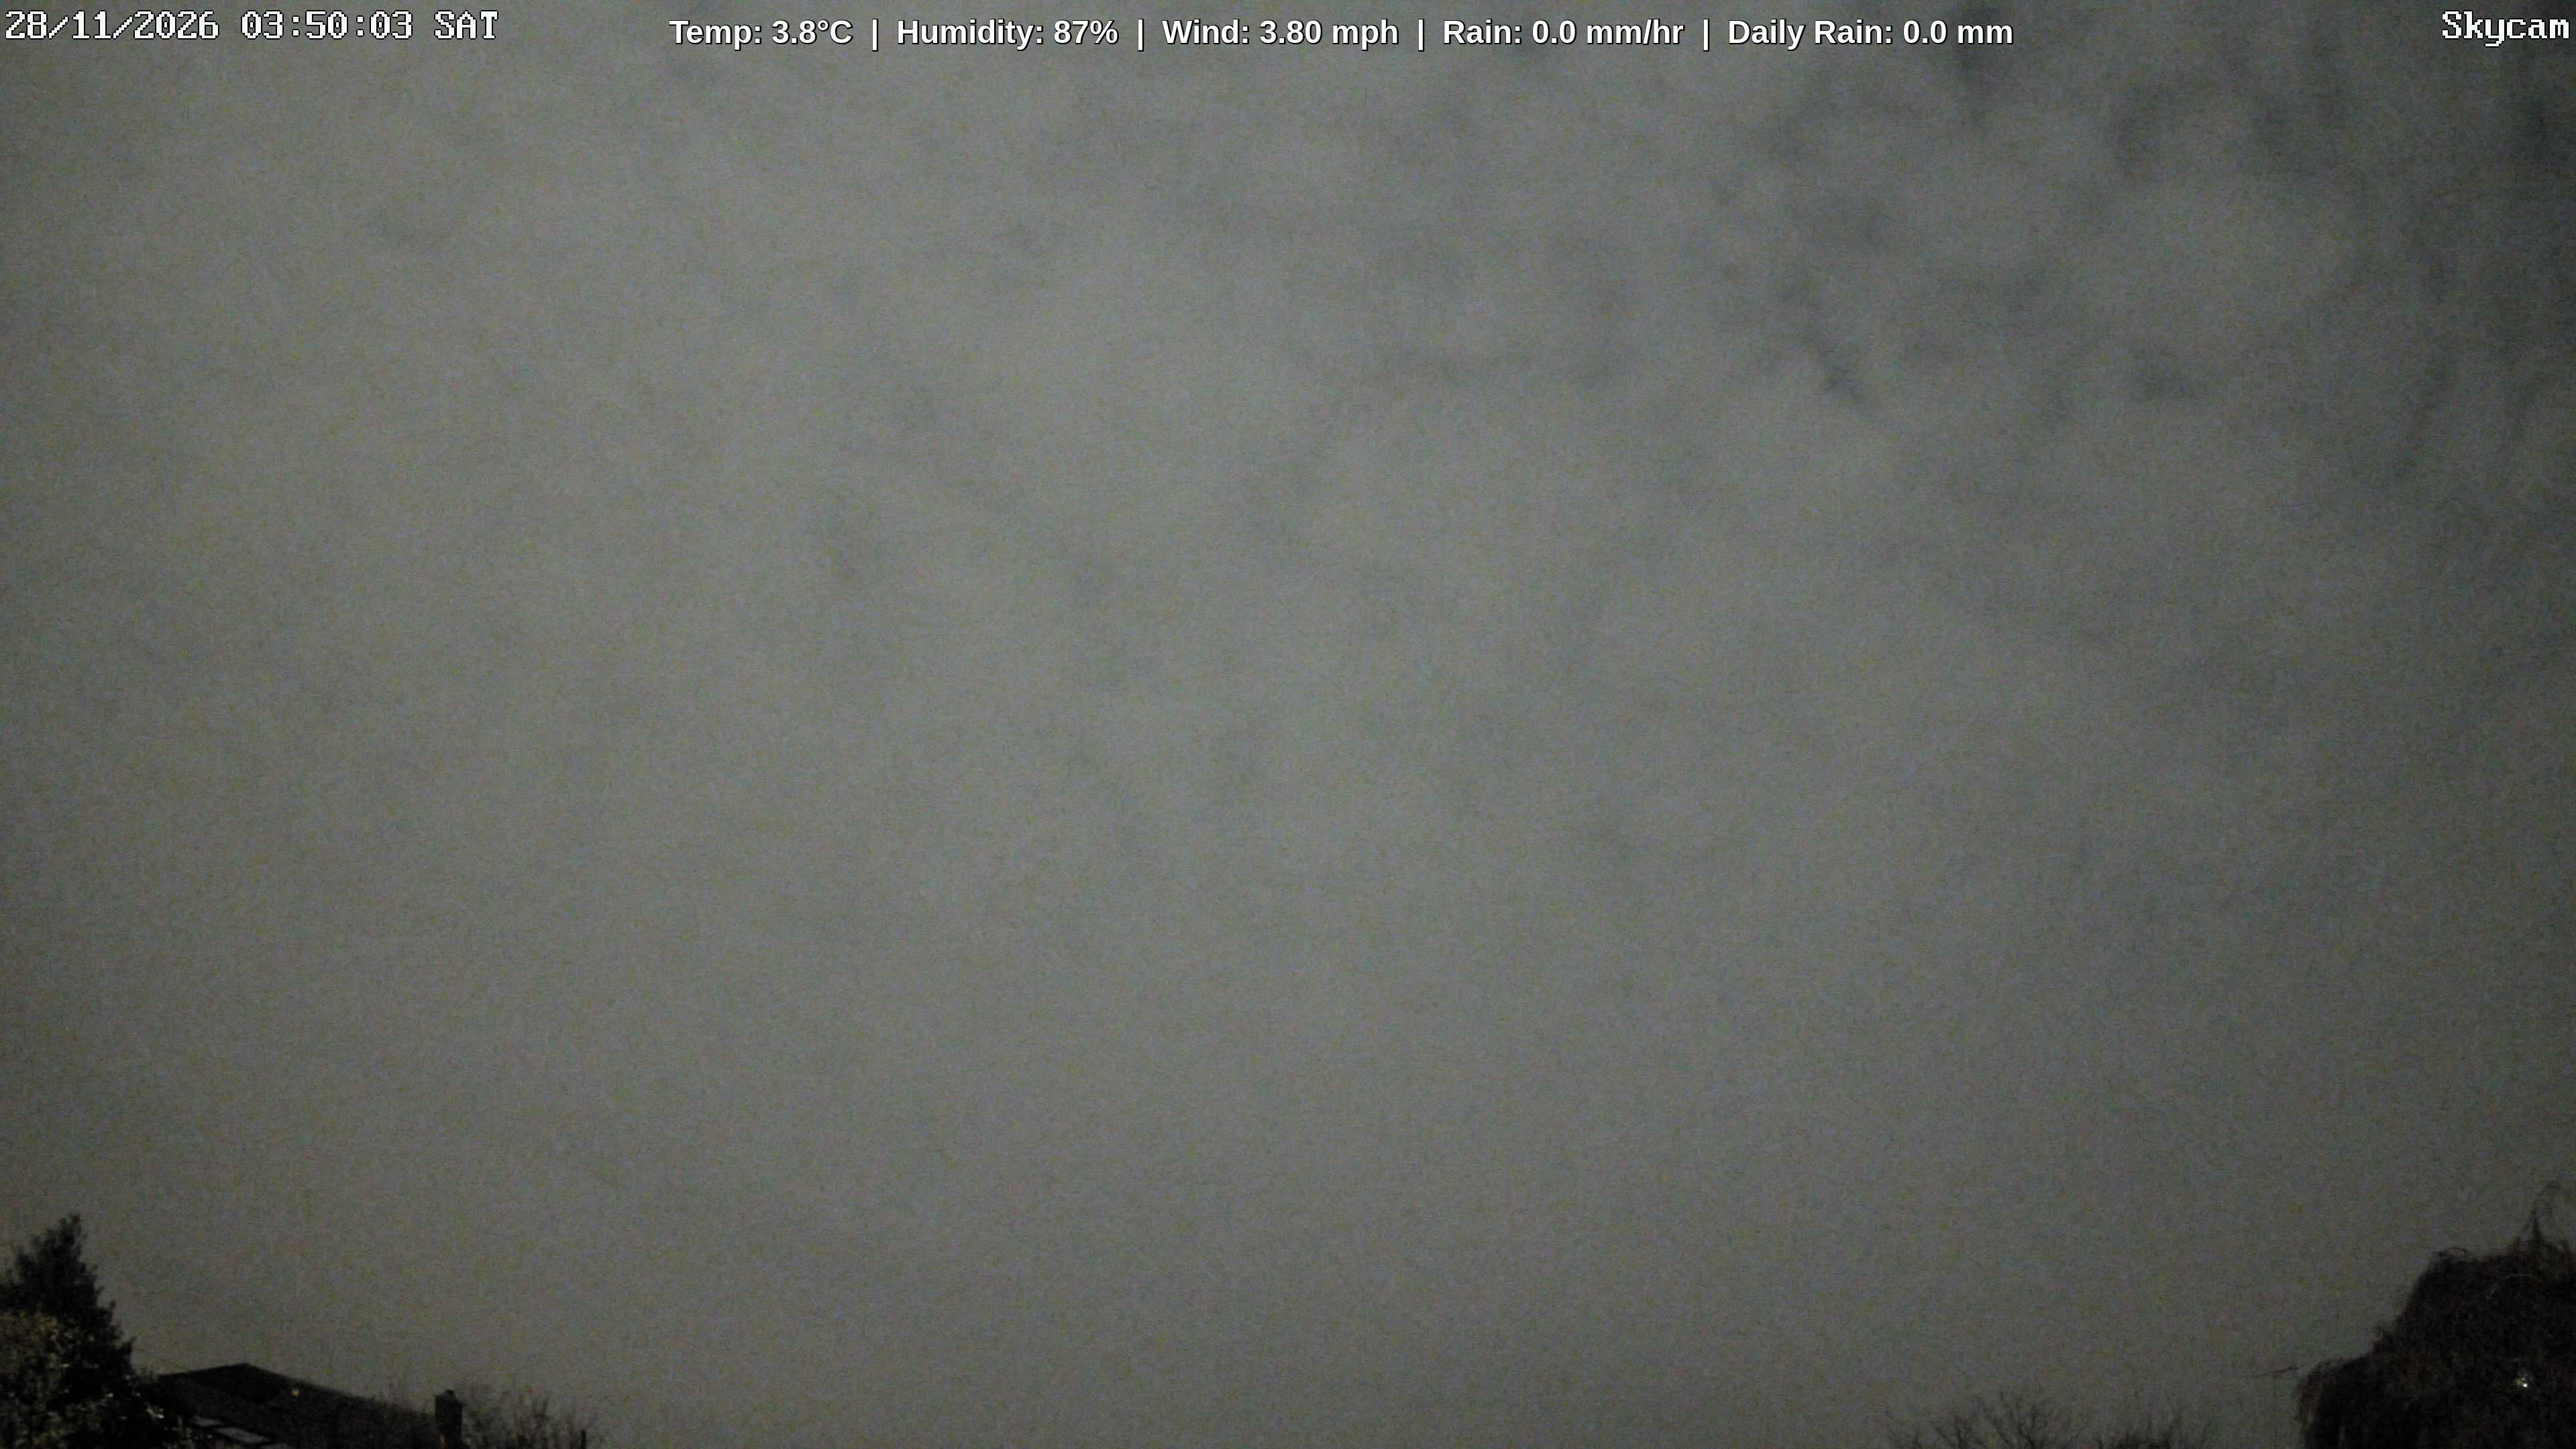 28/11/2026 03:50:03 SAT
Temp: 3.8°C | Humidity: 87% | Wind: 3.80 mph | Rain: 0.0 mm/hr | Daily Rain: 0.0 mm
Skycam